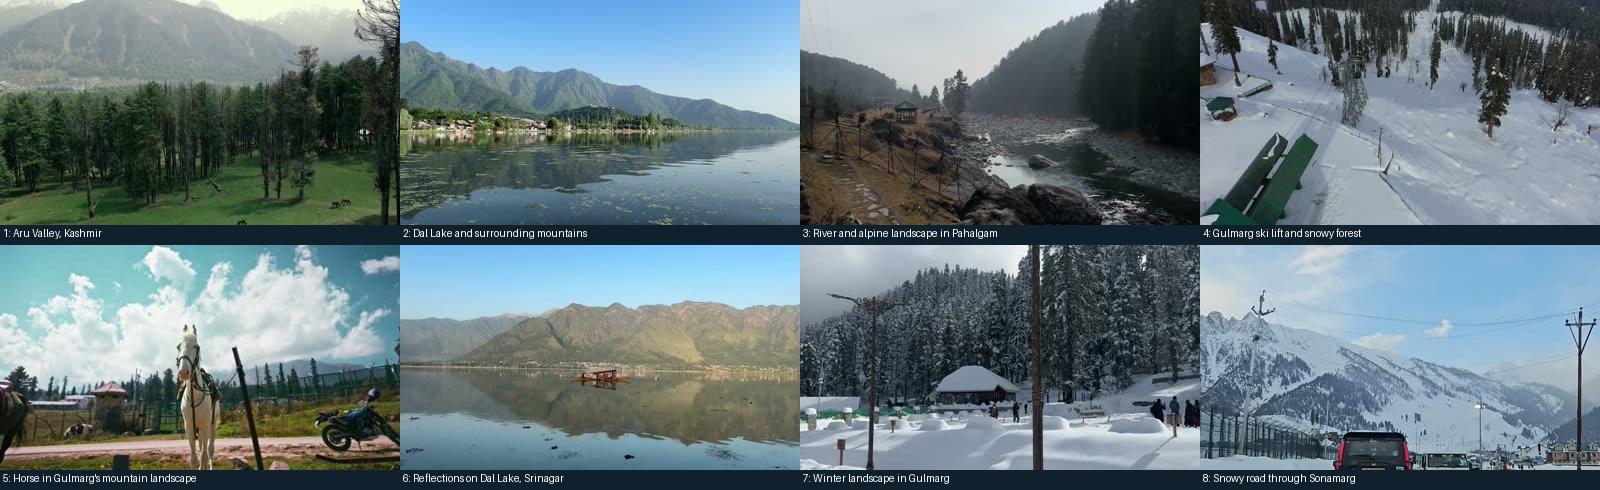 1: Aru Valley, Kashmir
2: Dal Lake and surrounding mountains
3: River and alpine landscape in Pahalgam
4: Gulmarg ski lift and snowy forest
5: Horse in Gulmarg's mountain landscape
6: Reflections on Dal Lake, Srinagar
7: Winter landscape in Gulmarg
8: Snowy road through Sonamarg